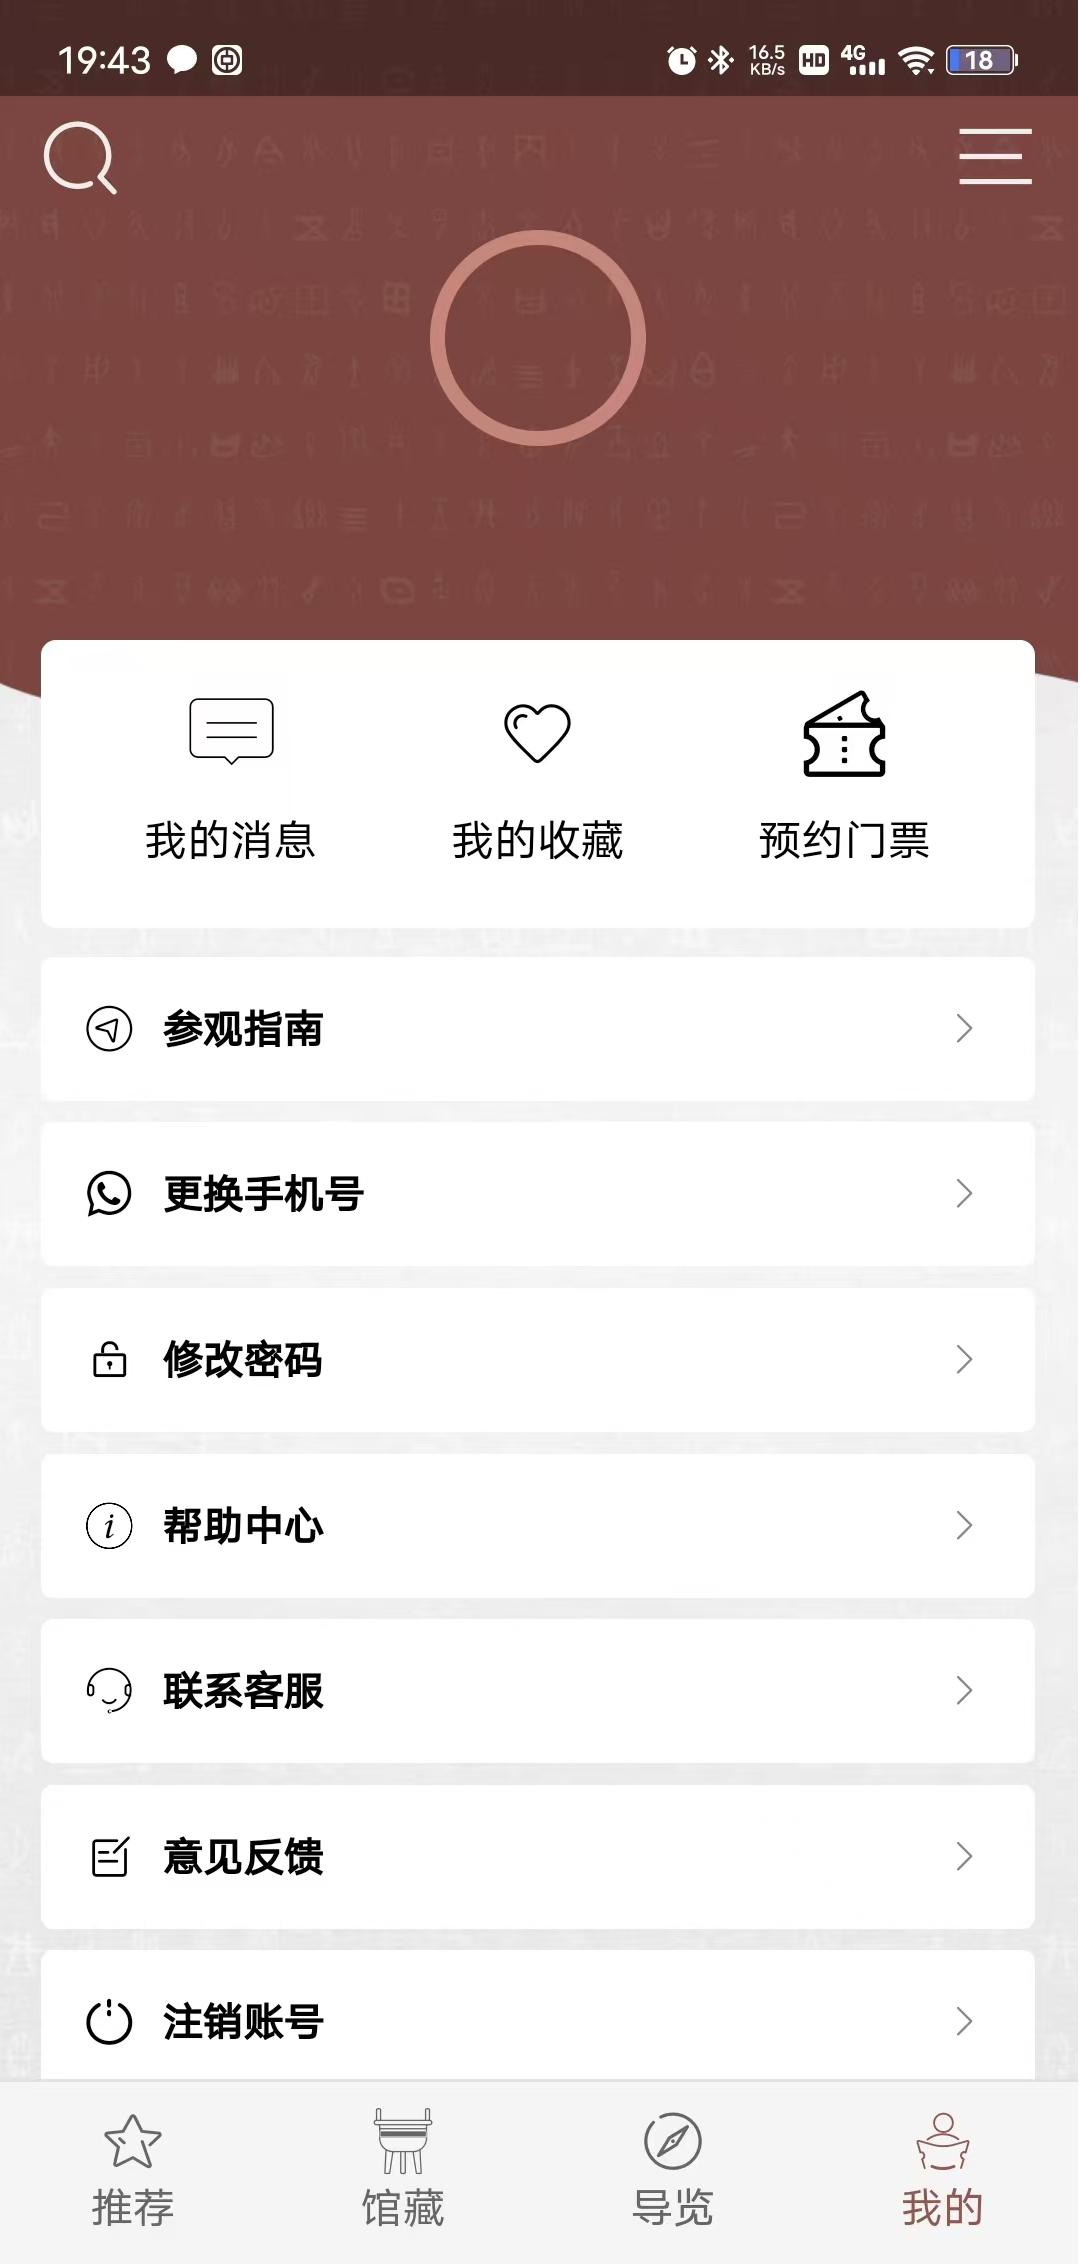 19:43
16.5
KB/s
HD
4G
18
我的消息
我的收藏
预约门票
参观指南
更换手机号
修改密码
帮助中心
联系客服
意见反馈
注销账号
推荐
馆藏
导览
我的